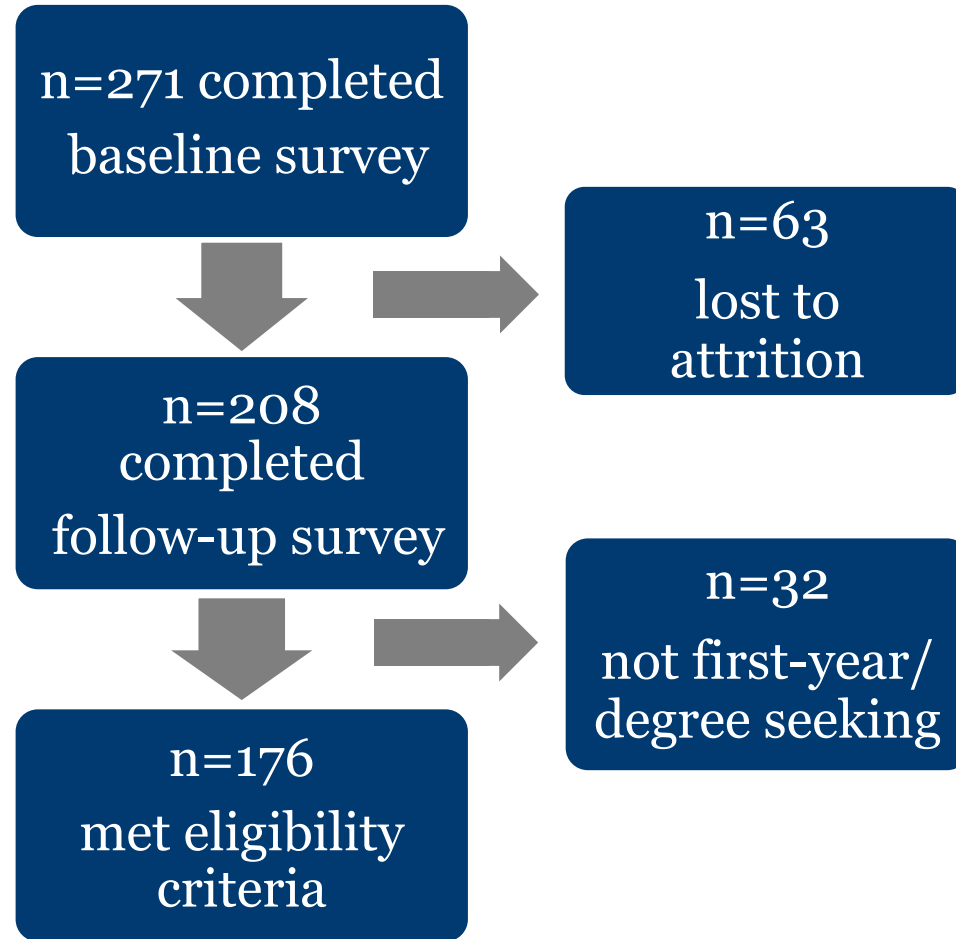 n=271 completed
baseline survey
n=63
lost to
attrition
n=208
completed
follow-up survey
n=32
not first-year/
degree seeking
n=176
met eligibility
criteria